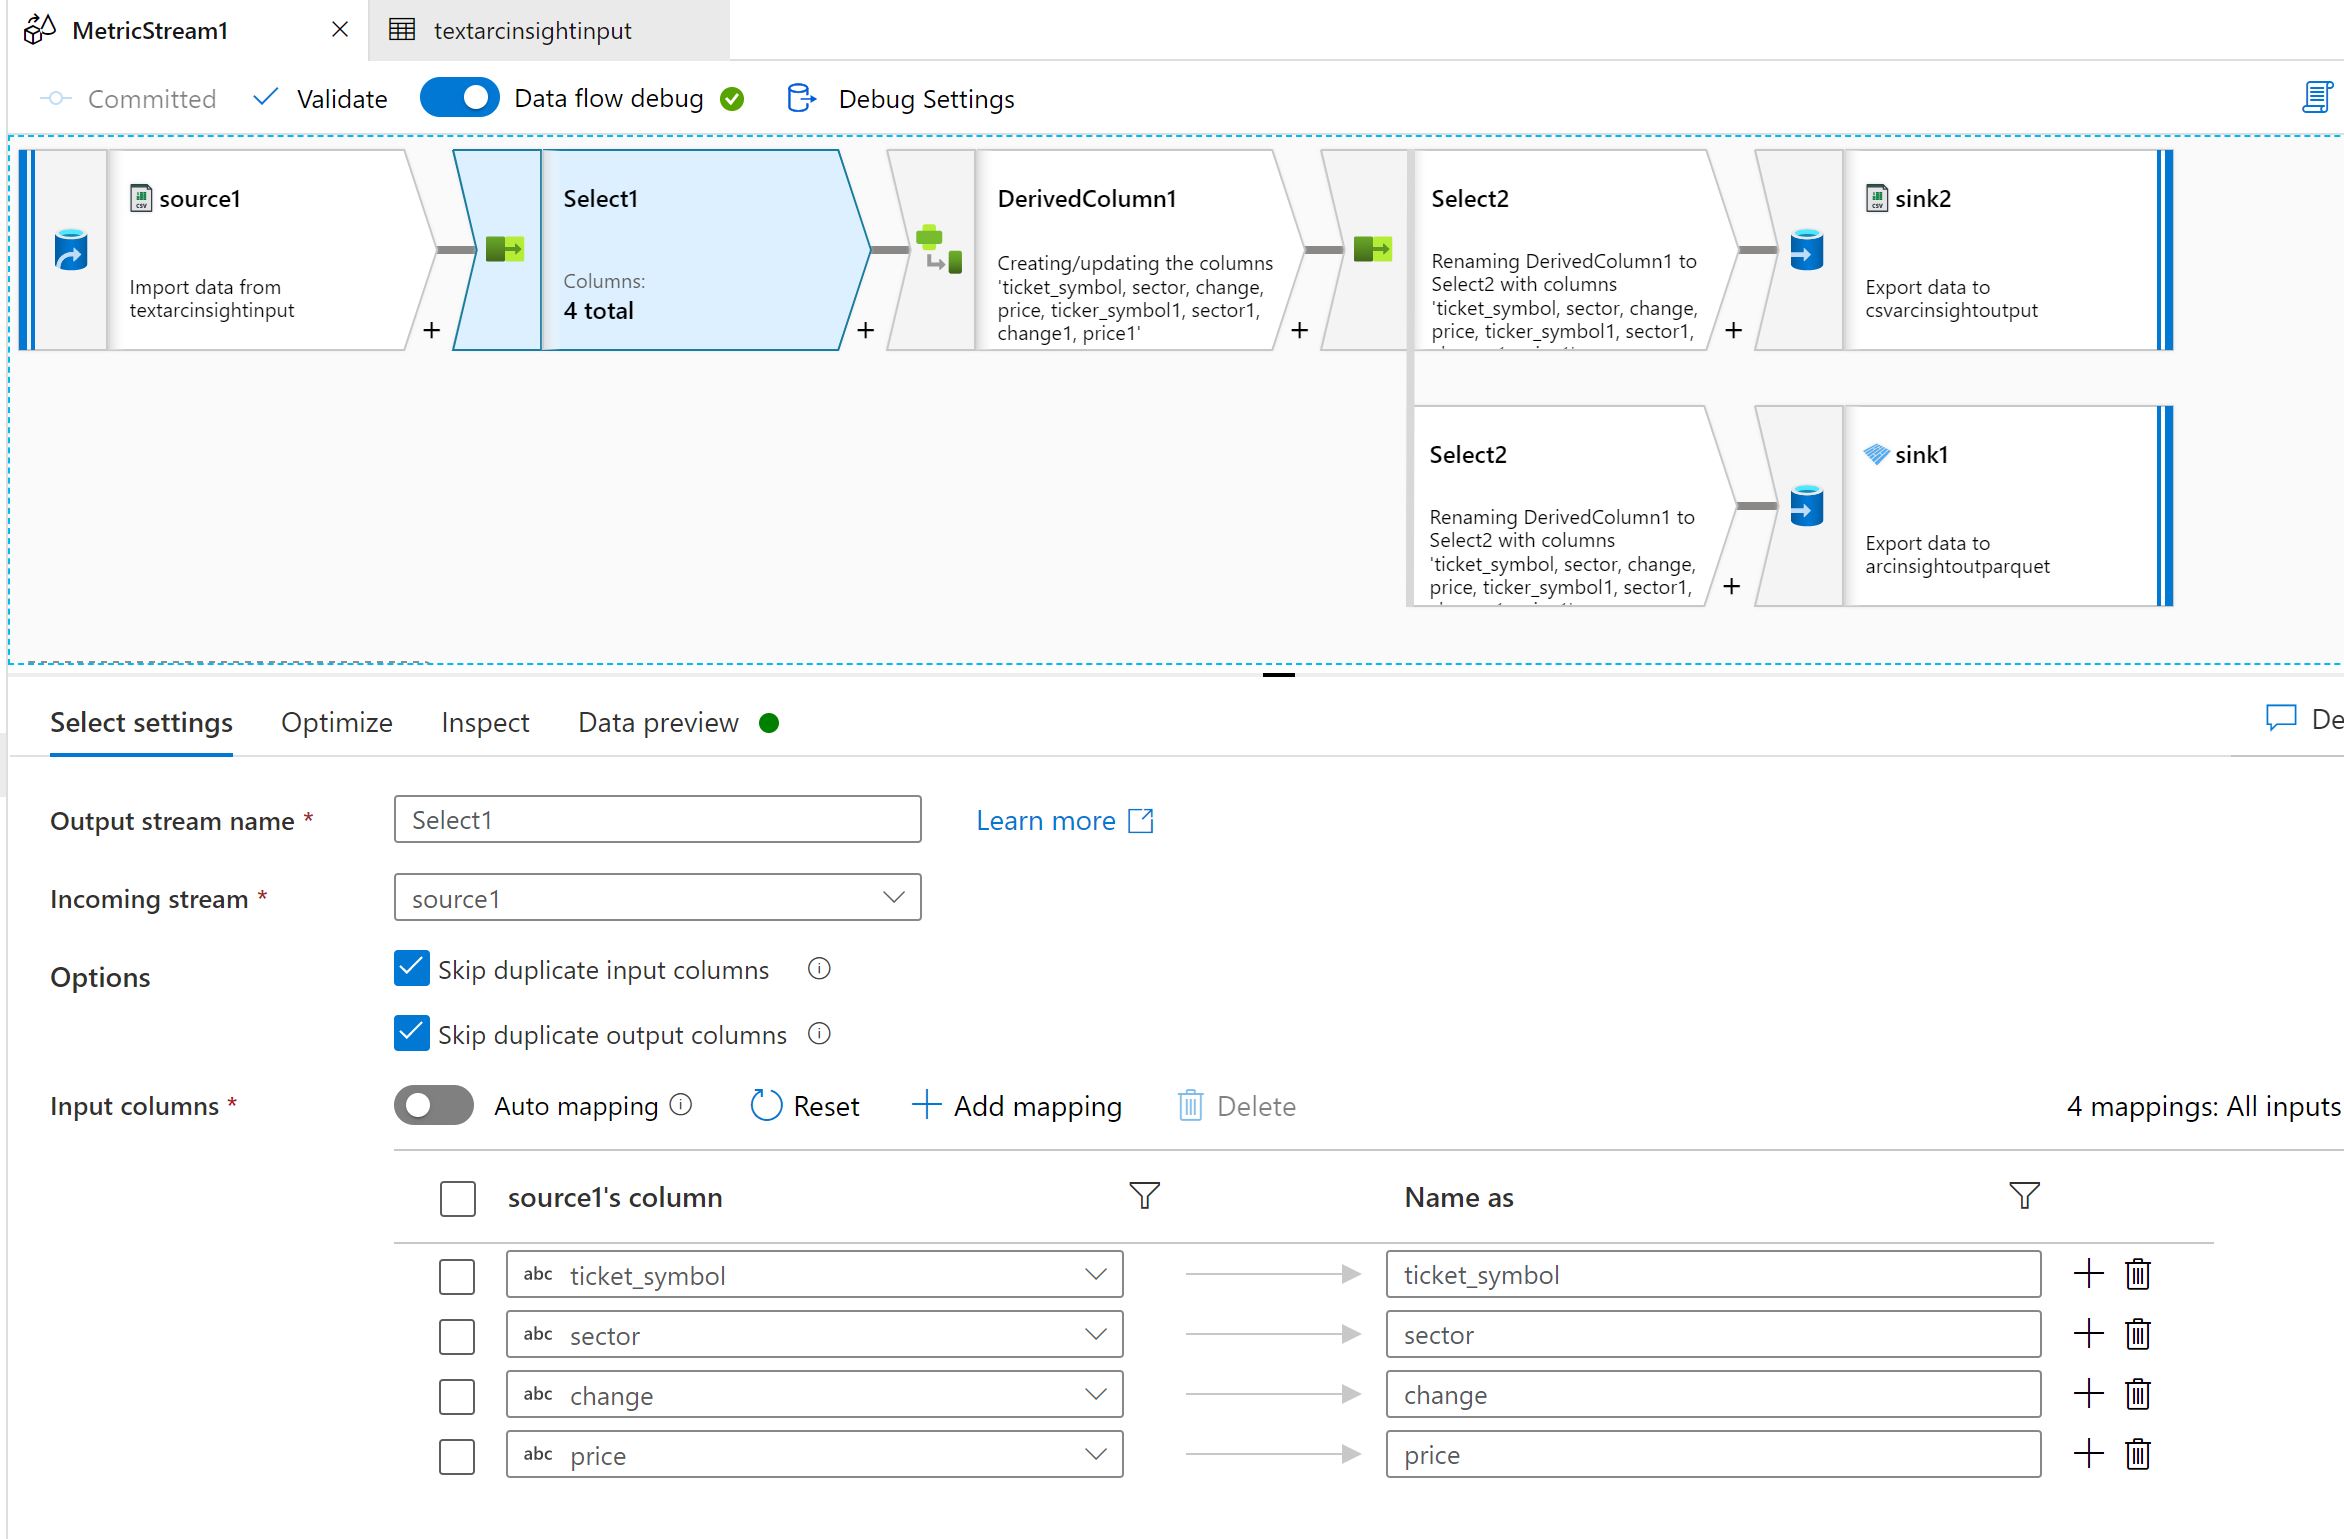 MetricStream1
textarcinsightinput
Committed
Validate
Data flow debug
Debug Settings
source1
Import data from
textarcinsightinput
+
Select1
Columns:
4 total
+
DerivedColumn1
Creating/updating the columns
'ticket_symbol, sector, change,
price, ticker_symbol1, sector1,
change1, price1'
+
Select2
Renaming DerivedColumn1 to
Select2 with columns
'ticket_symbol, sector, change,
price, ticker_symbol1, sector1,
+
sink2
Export data to
csvarcinsightoutput
Select2
Renaming DerivedColumn1 to
Select2 with columns
'ticket_symbol, sector, change,
price, ticker_symbol1, sector1,
+
sink1
Export data to
arcinsightoutparquet
Select settings
Optimize
Inspect
Data preview
De
Output stream name *
Select1
Learn more
Incoming stream *
source1
Options
Skip duplicate input columns
Skip duplicate output columns
Input columns *
Auto mapping
Reset
Add mapping
Delete
4 mappings: All inputs
source1's column
Name as
abc ticket_symbol
ticket_symbol
abc sector
sector
abc change
change
abc price
price